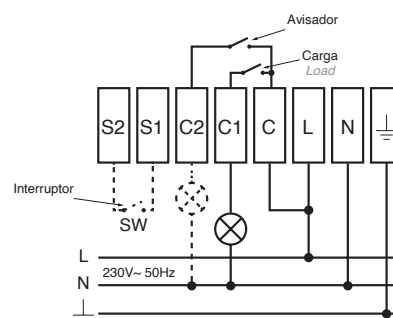 Avisador
Carga
Load
S2 S1 C2 C1 C L N
Interruptor
SW
L
230V~ 50Hz
N